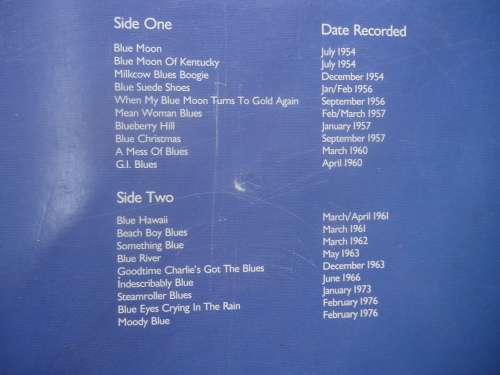 Side One Date Recorded
Blue Moon July 1954
Blue Moon Of Kentucky July 1954
Milkcow Blues Boogie December 1954
Blue Suede Shoes Jan/Feb 1956
When My Blue Moon Turns To Gold Again September 1956
Mean Woman Blues Feb/March 1957
Blueberry Hill January 1957
Blue Christmas September 1957
A Mess Of Blues March 1960
G.I. Blues April 1960
Side Two
Blue Hawaii March/April 1961
Beach Boy Blues March 1961
Something Blue March 1962
Blue River May 1963
Goodtime Charlie's Got The Blues December 1963
Indescribably Blue June 1966
Steamroller Blues January 1973
Blue Eyes Crying In The Rain February 1976
Moody Blue February 1976